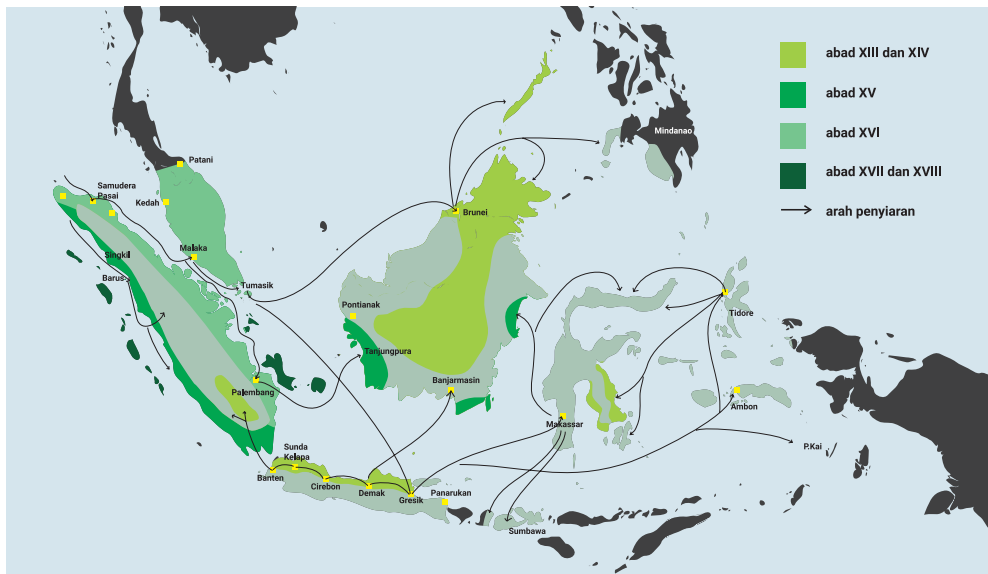 abad XIII dan XIV
abad XV
abad XVI
abad XVII dan XVIII
arah penyiaran
Mindanao
Patani
Samudera
Pasai
Kedah
Brunei
Malaka
Singkil
Barus
Tumasik
Pontianak
Tidore
Tanjungpura
Banjarmasin
Palembang
Ambon
Makassar
P.Kai
Sunda
Kelapa
Banten
Cirebon
Demak
Gresik
Panarukan
Sumbawa